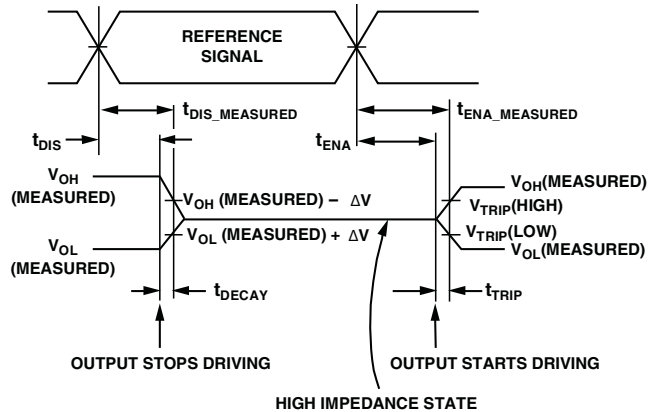 REFERENCE
SIGNAL
tDIS_MEASURED
tENA_MEASURED
tDIS
tENA
VOH
(MEASURED)
VOH (MEASURED) – ΔV
VOH(MEASURED)
VTRIP(HIGH)
VOL
(MEASURED)
VOL (MEASURED) + ΔV
VTRIP(LOW)
VOL(MEASURED)
tDECAY
tTRIP
OUTPUT STOPS DRIVING
OUTPUT STARTS DRIVING
HIGH IMPEDANCE STATE